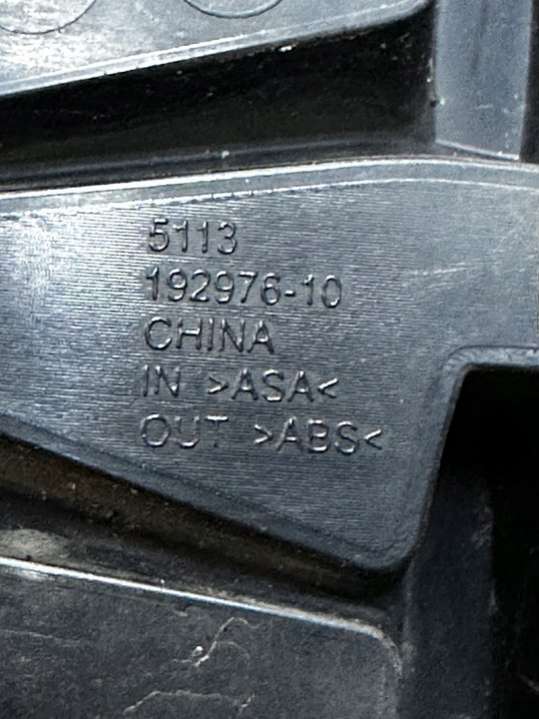 5113
192976-10
CHINA
IN >ASA<
OUT >ABS<